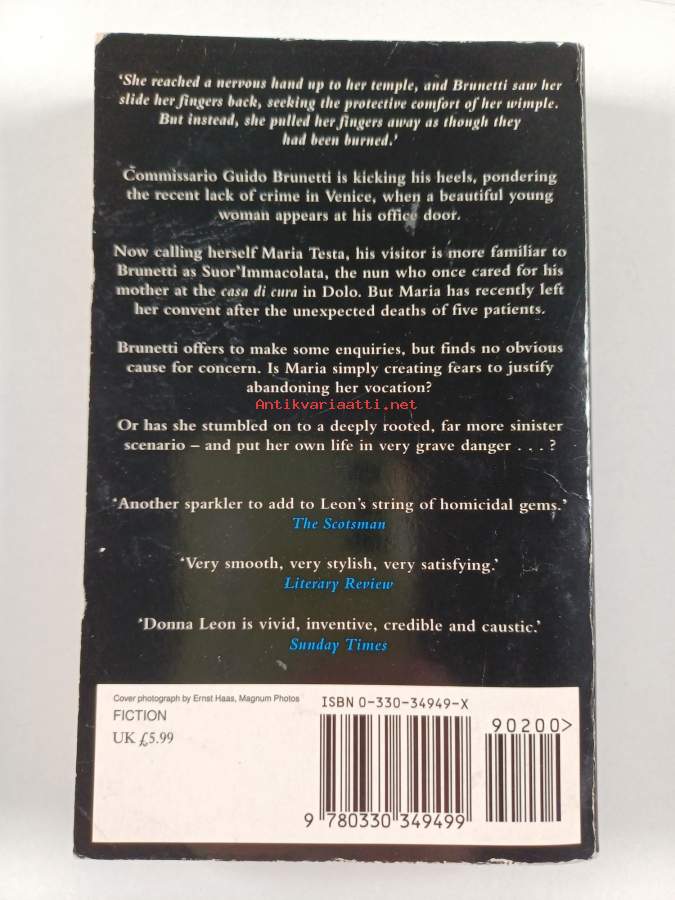 'She reached a nervous hand up to her temple, and Brunetti saw her
slide her fingers back, seeking the protective comfort of her wimple.
But instead, she pulled her fingers away as though they
had been burned.'
Commissario Guido Brunetti is kicking his heels, pondering
the recent lack of crime in Venice, when a beautiful young
woman appears at his office door.
Now calling herself Maria Testa, his visitor is more familiar to
Brunetti as Suor'Immacolata, the nun who once cared for his
mother at the casa di cura in Dolo. But Maria has recently left
her convent after the unexpected deaths of five patients.
Brunetti offers to make some enquiries, but finds no obvious
cause for concern. Is Maria simply creating fears to justify
abandoning her vocation?
Antikvariaatti.net
Or has she stumbled on to a deeply rooted, far more sinister
scenario – and put her own life in very grave danger . . . ?
'Another sparkler to add to Leon's string of homicidal gems.'
The Scotsman
'Very smooth, very stylish, very satisfying.'
Literary Review
'Donna Leon is vivid, inventive, credible and caustic.'
Sunday Times
Cover photograph by Ernst Haas, Magnum Photos
FICTION
UK £5.99
ISBN 0-330-34949-X
90200>
9 780330 349499